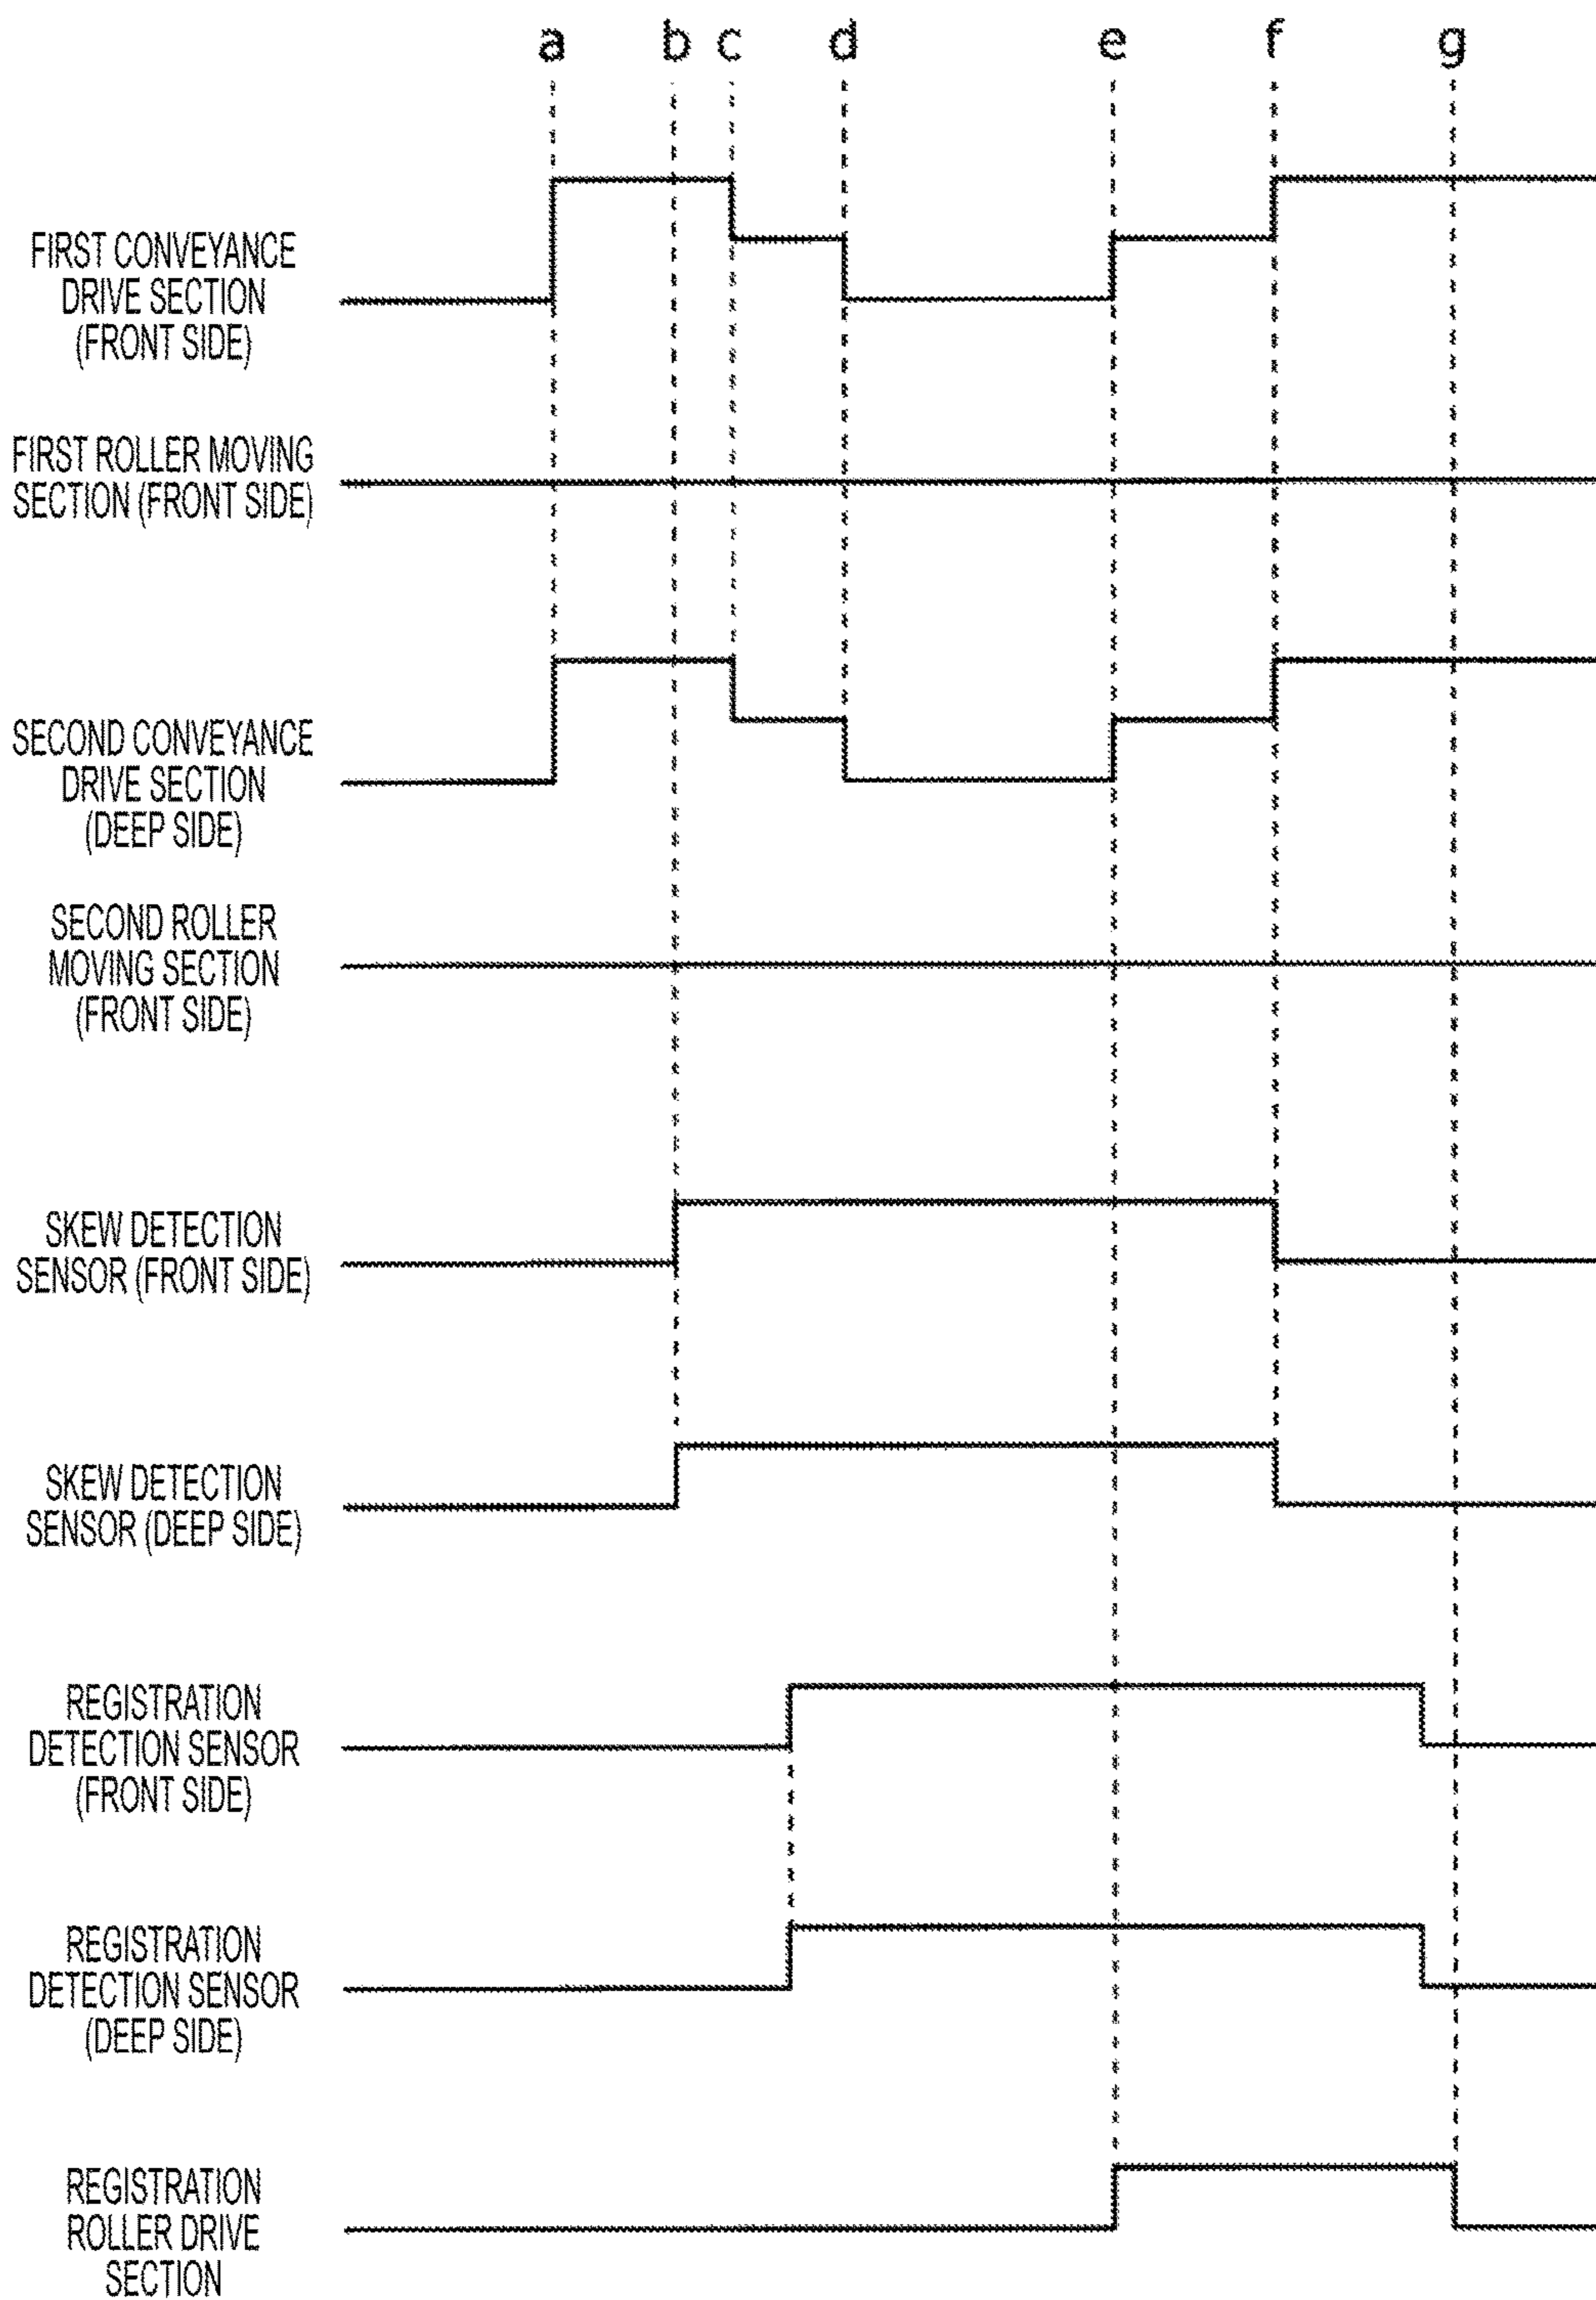 a b c d e f g
FIRST CONVEYANCE
DRIVE SECTION
(FRONT SIDE)
FIRST ROLLER MOVING
SECTION (FRONT SIDE)
SECOND CONVEYANCE
DRIVE SECTION
(DEEP SIDE)
SECOND ROLLER
MOVING SECTION
(FRONT SIDE)
SKEW DETECTION
SENSOR (FRONT SIDE)
SKEW DETECTION
SENSOR (DEEP SIDE)
REGISTRATION
DETECTION SENSOR
(FRONT SIDE)
REGISTRATION
DETECTION SENSOR
(DEEP SIDE)
REGISTRATION
ROLLER DRIVE
SECTION